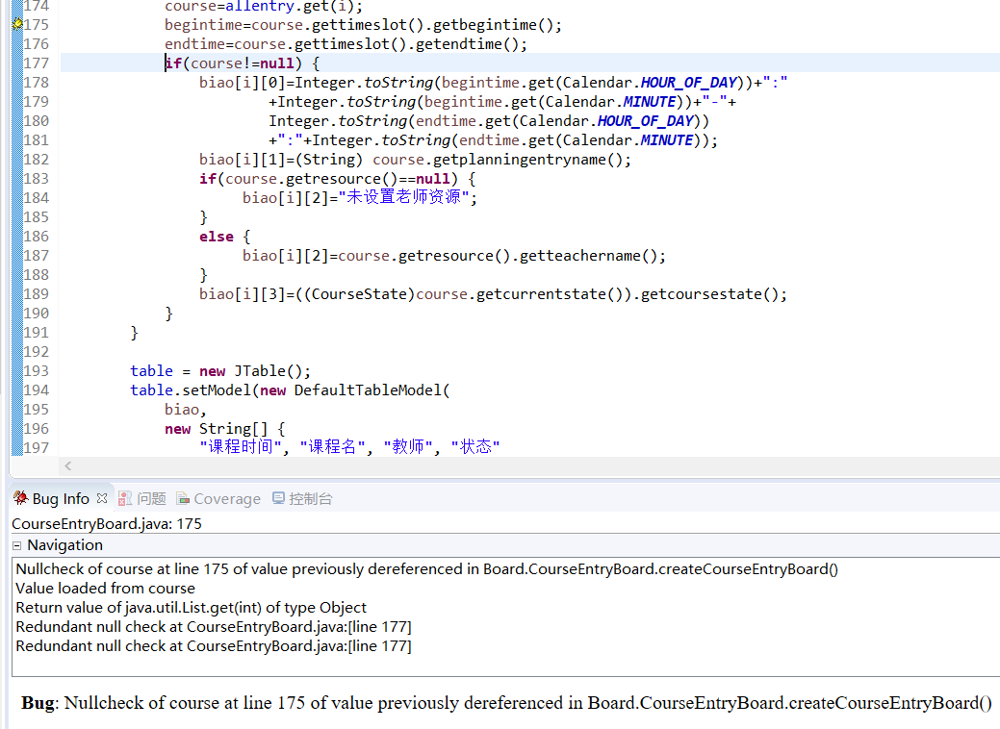 174 course=allentry.get(i);
175 begintime=course.gettimeslot().getbegintime();
176 endtime=course.gettimeslot().getendtime();
177 if(course!=null) {
178 biao[i][0]=Integer.toString(begintime.get(Calendar.HOUR_OF_DAY))+":"
179 +Integer.toString(begintime.get(Calendar.MINUTE))+"-"+
180 Integer.toString(endtime.get(Calendar.HOUR_OF_DAY))
181 +":"+Integer.toString(endtime.get(Calendar.MINUTE));
182 biao[i][1]=(String) course.getplanningentryname();
183 if(course.getresource()==null) {
184 biao[i][2]="未设置老师资源";
185 }
186 else {
187 biao[i][2]=course.getresource().getteachername();
188 }
189 biao[i][3]=((CourseState)course.getcurrentstate()).getcoursestate();
190 }
191 }
192
193 table = new JTable();
194 table.setModel(new DefaultTableModel(
195 biao,
196 new String[] {
197 "课程时间", "课程名", "教师", "状态"
Bug Info 问题 Coverage 控制台
CourseEntryBoard.java: 175
Navigation
Nullcheck of course at line 175 of value previously dereferenced in Board.CourseEntryBoard.createCourseEntryBoard()
Value loaded from course
Return value of java.util.List.get(int) of type Object
Redundant null check at CourseEntryBoard.java:[line 177]
Redundant null check at CourseEntryBoard.java:[line 177]
Bug: Nullcheck of course at line 175 of value previously dereferenced in Board.CourseEntryBoard.createCourseEntryBoard()